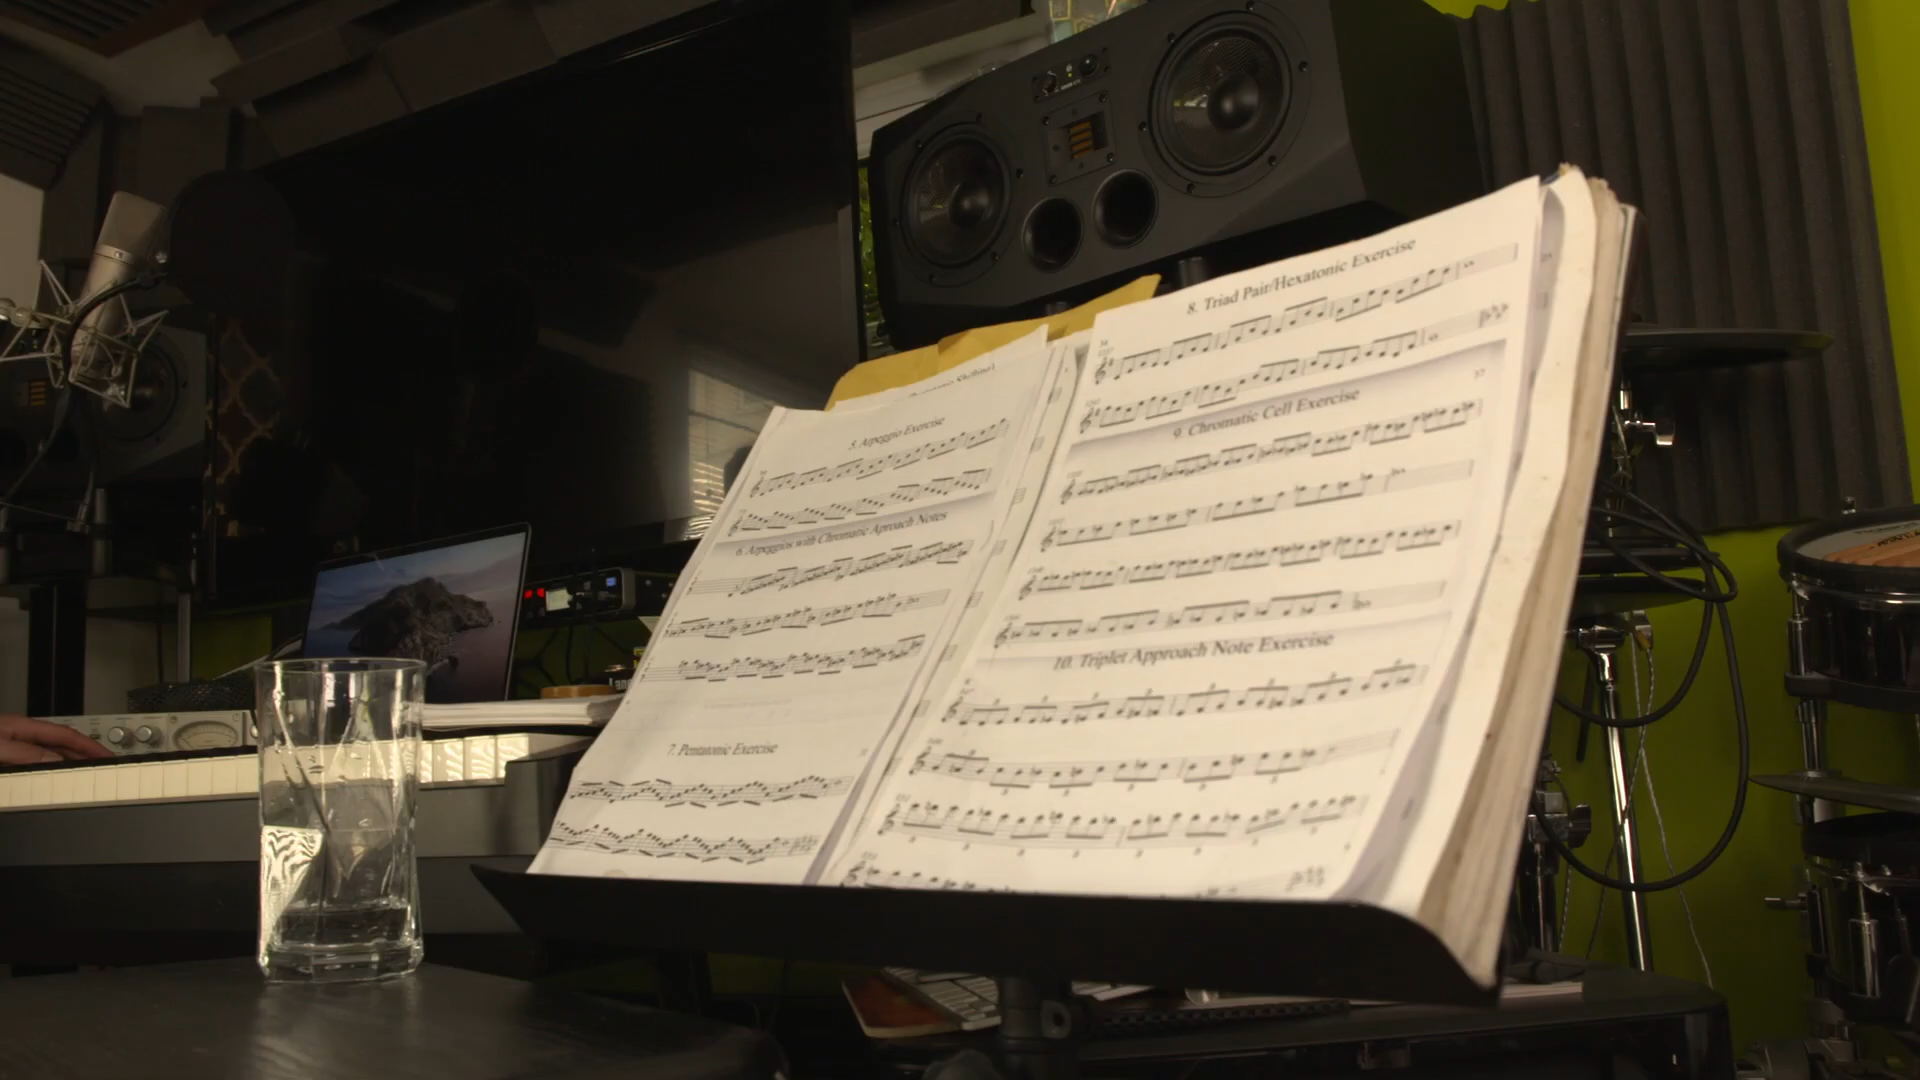 5. Arpeggio Exercise
6. Arpeggios with Chromatic Aproach Notes
7. Pentatonic Exercise
8. Triad Pair/Hexatonic Exercise
9. Chromatic Cell Exercise
10. Triplet Approach Note Exercise